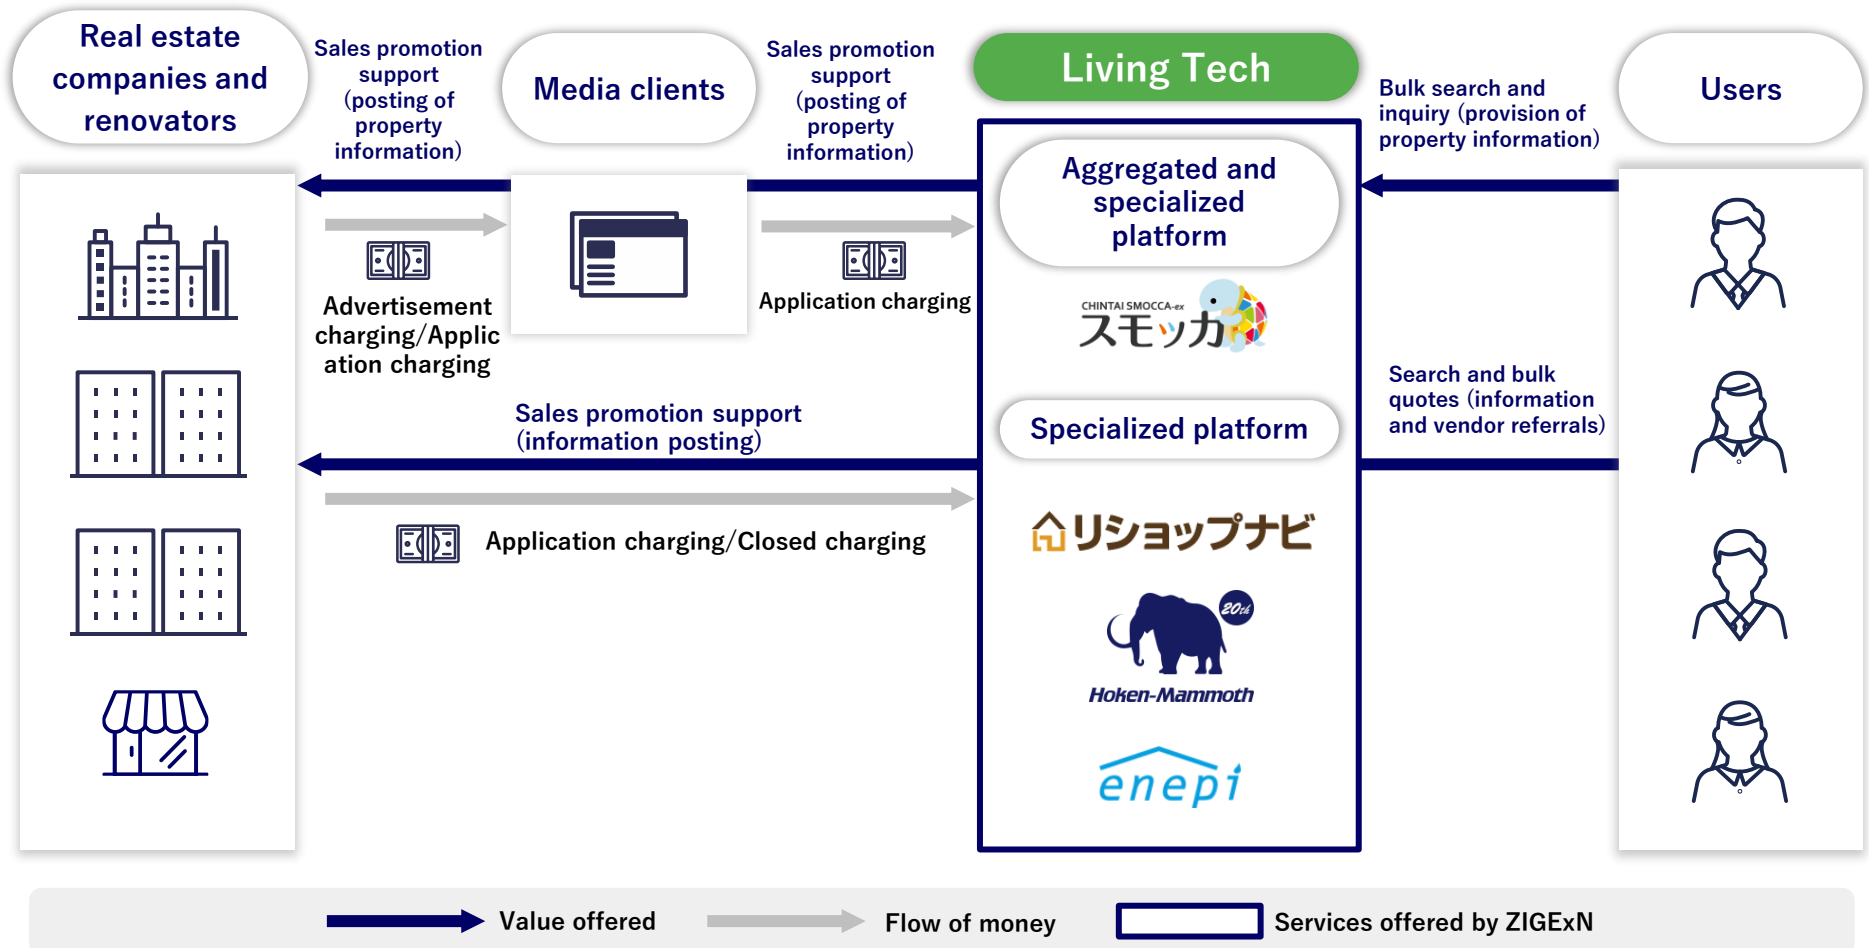 Real estate
companies and
renovators
Sales promotion
support
(posting of
property
information)
Media clients
Sales promotion
support
(posting of
property
information)
Living Tech
Bulk search and
inquiry (provision of
property information)
Users
Advertisement
charging/Applic
ation charging
Application charging
Aggregated and
specialized
platform
CHINTAI SMOCCA-ex
スモッカ
Sales promotion support
(information posting)
Application charging/Closed charging
Specialized platform
リショップナビ
20th
Hoken-Mammoth
enepi
Search and bulk
quotes (information
and vendor referrals)
Value offered
Flow of money
Services offered by ZIGExN